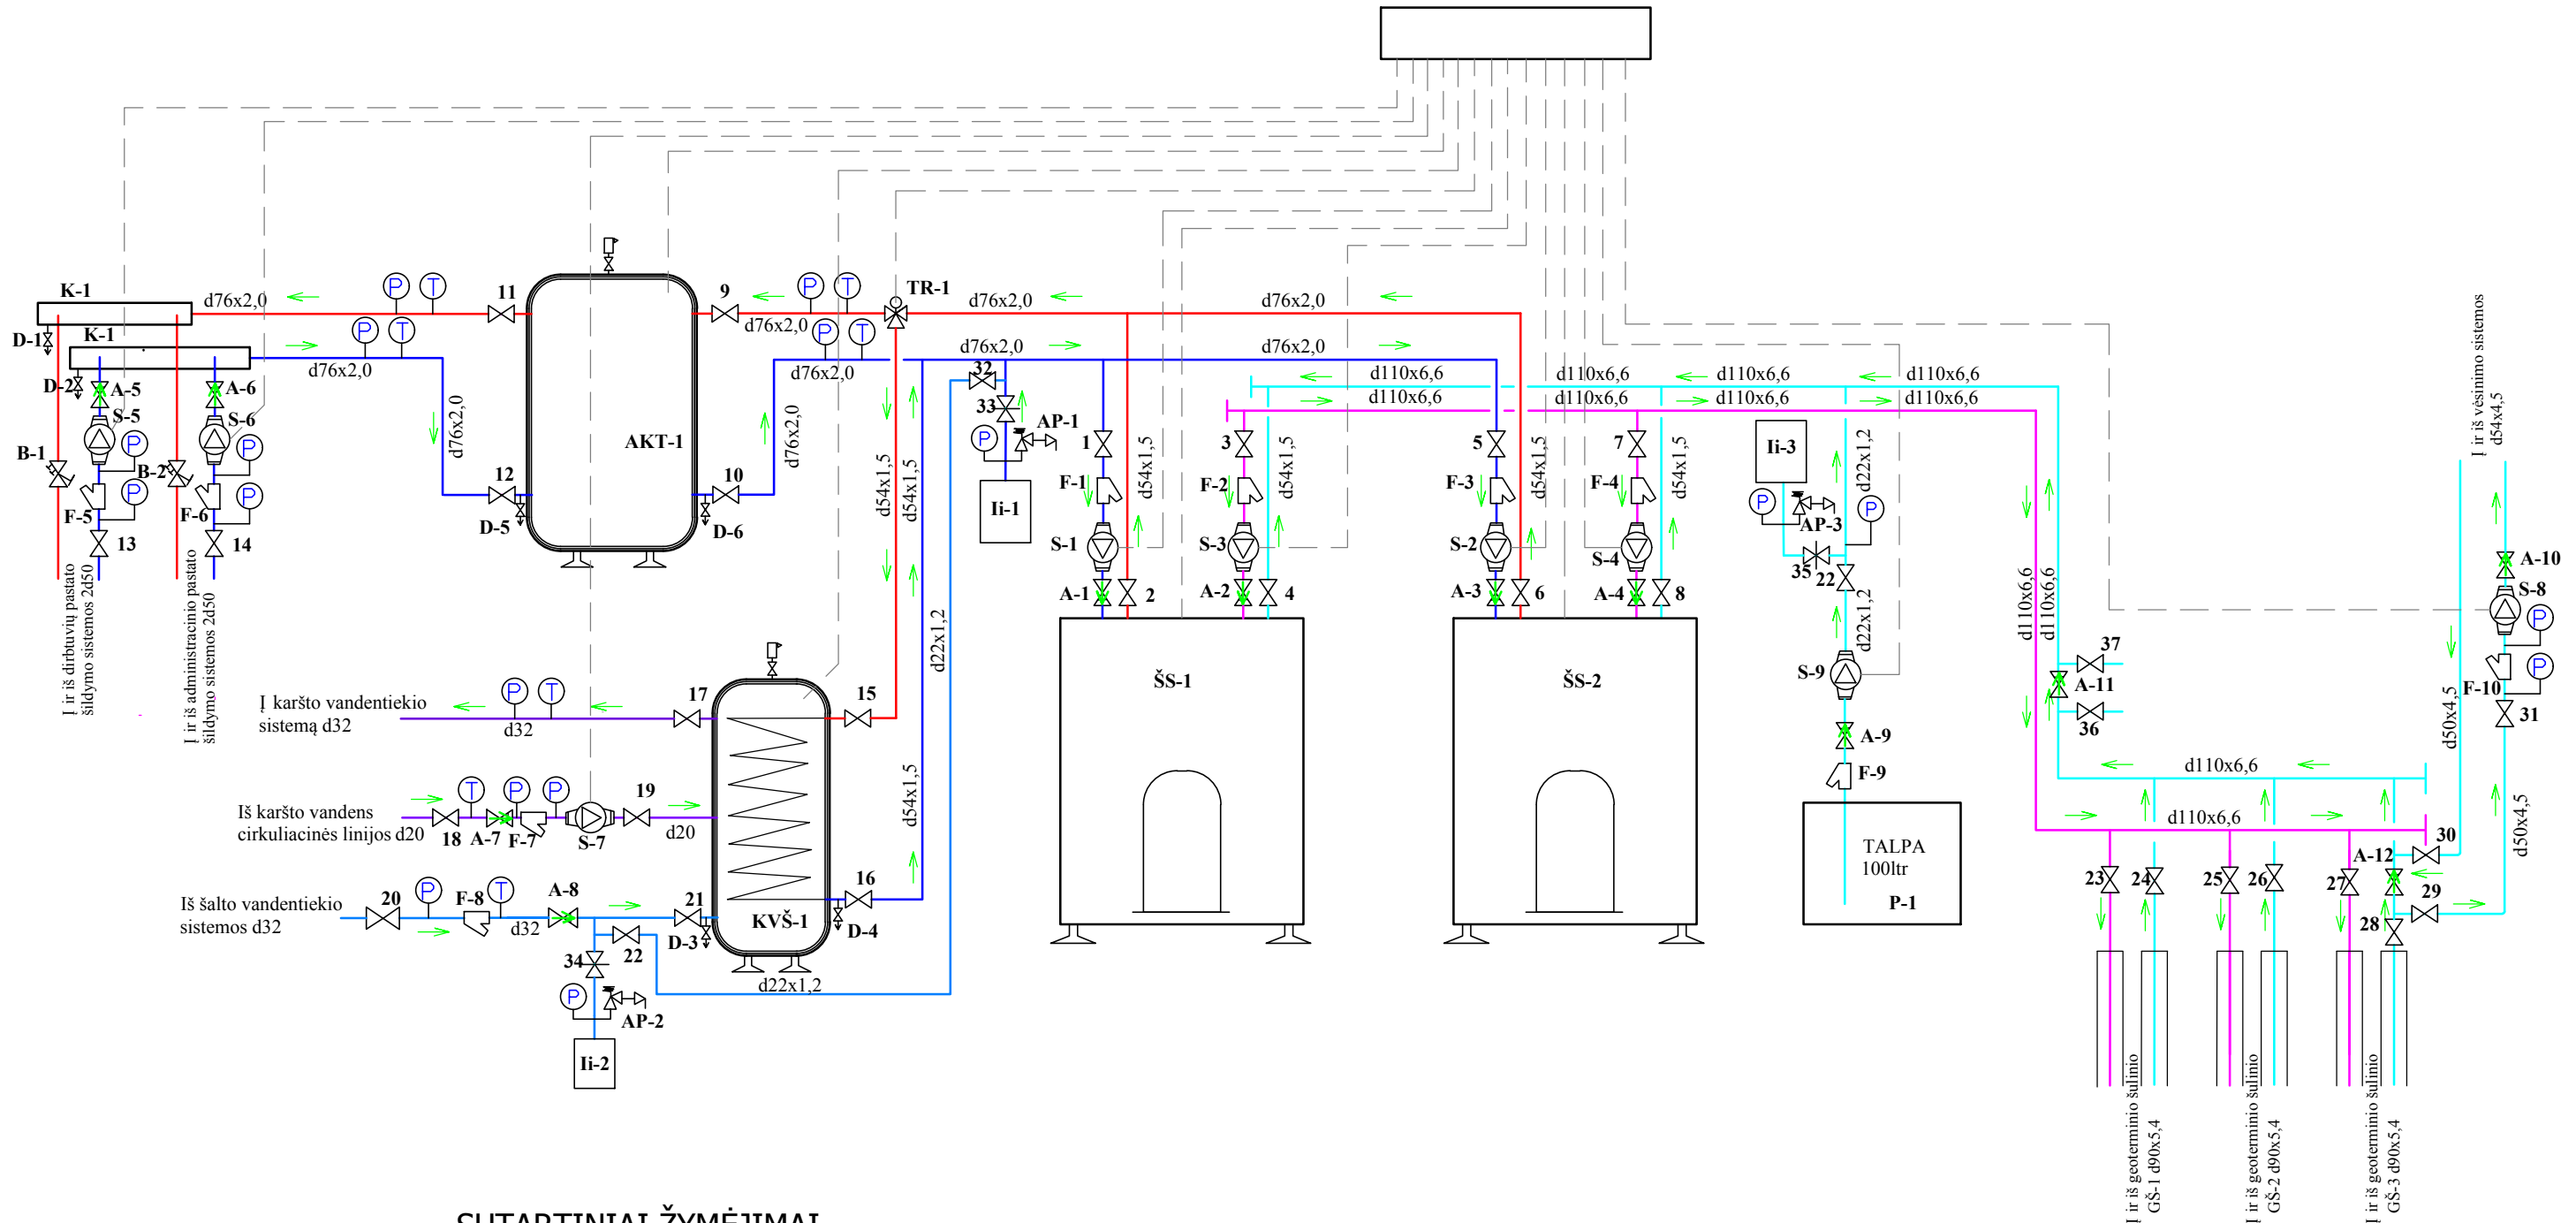 K-1
d76x2,0
P
T
11
9
P
T
TR-1
d76x2,0
d76x2,0
d76x2,0
D-1
K-1
P
T
d76x2,0
P
T
d76x2,0
d76x2,0
d76x2,0
D-2
A-5
A-6
S-5
S-6
P
P
B-1
B-2
F-5
F-6
P
P
13
14
d76x2,0
12
D-5
AKT-1
10
D-6
d76x2,0
Į ir iš dirbtuvių pastato
šildymo sistemos 2d50
Į ir iš administracinio pastato
šildymo sistemos 2d50
d54x1,5
d54x1,5
32
33
AP-1
P
Ii-1
1
F-1
S-1
A-1
2
d54x1,5
3
F-2
S-3
A-2
4
d54x1,5
5
F-3
S-2
A-3
6
d54x1,5
7
F-4
S-4
A-4
8
d54x1,5
d110x6,6
d110x6,6
d110x6,6
d110x6,6
d110x6,6
d110x6,6
d110x6,6
d110x6,6
Ii-3
P
AP-3
P
d22x1,2
35
22
d22x1,2
S-9
A-9
F-9
TALPA
100ltr
P-1
ŠS-1
ŠS-2
d22x1,2
Į karšto vandentiekio
sistemą d32
P
T
d32
17
15
Iš karšto vandens
cirkuliacinės linijos d20
T
P
P
18
A-7
F-7
S-7
19
d20
d54x1,5
Iš šalto vandentiekio
sistemos d32
20
P
F-8
T
d32
A-8
21
D-3
KVŠ-1
16
D-4
22
34
P
AP-2
Ii-2
d22x1,2
d110x6,6
d110x6,6
37
A-11
36
d110x6,6
d110x6,6
Į ir iš vėsinimo sistemos
d54x4,5
A-10
S-8
P
P
F-10
31
d50x4,5
d50x4,5
30
A-12
29
28
23
24
25
26
27
Į ir iš geoterminio šulinio
GŠ-1 d90x5,4
Į ir iš geoterminio šulinio
GŠ-2 d90x5,4
Į ir iš geoterminio šulinio
GŠ-3 d90x5,4
SUTARTINIAI ŽYMĖJIMAI